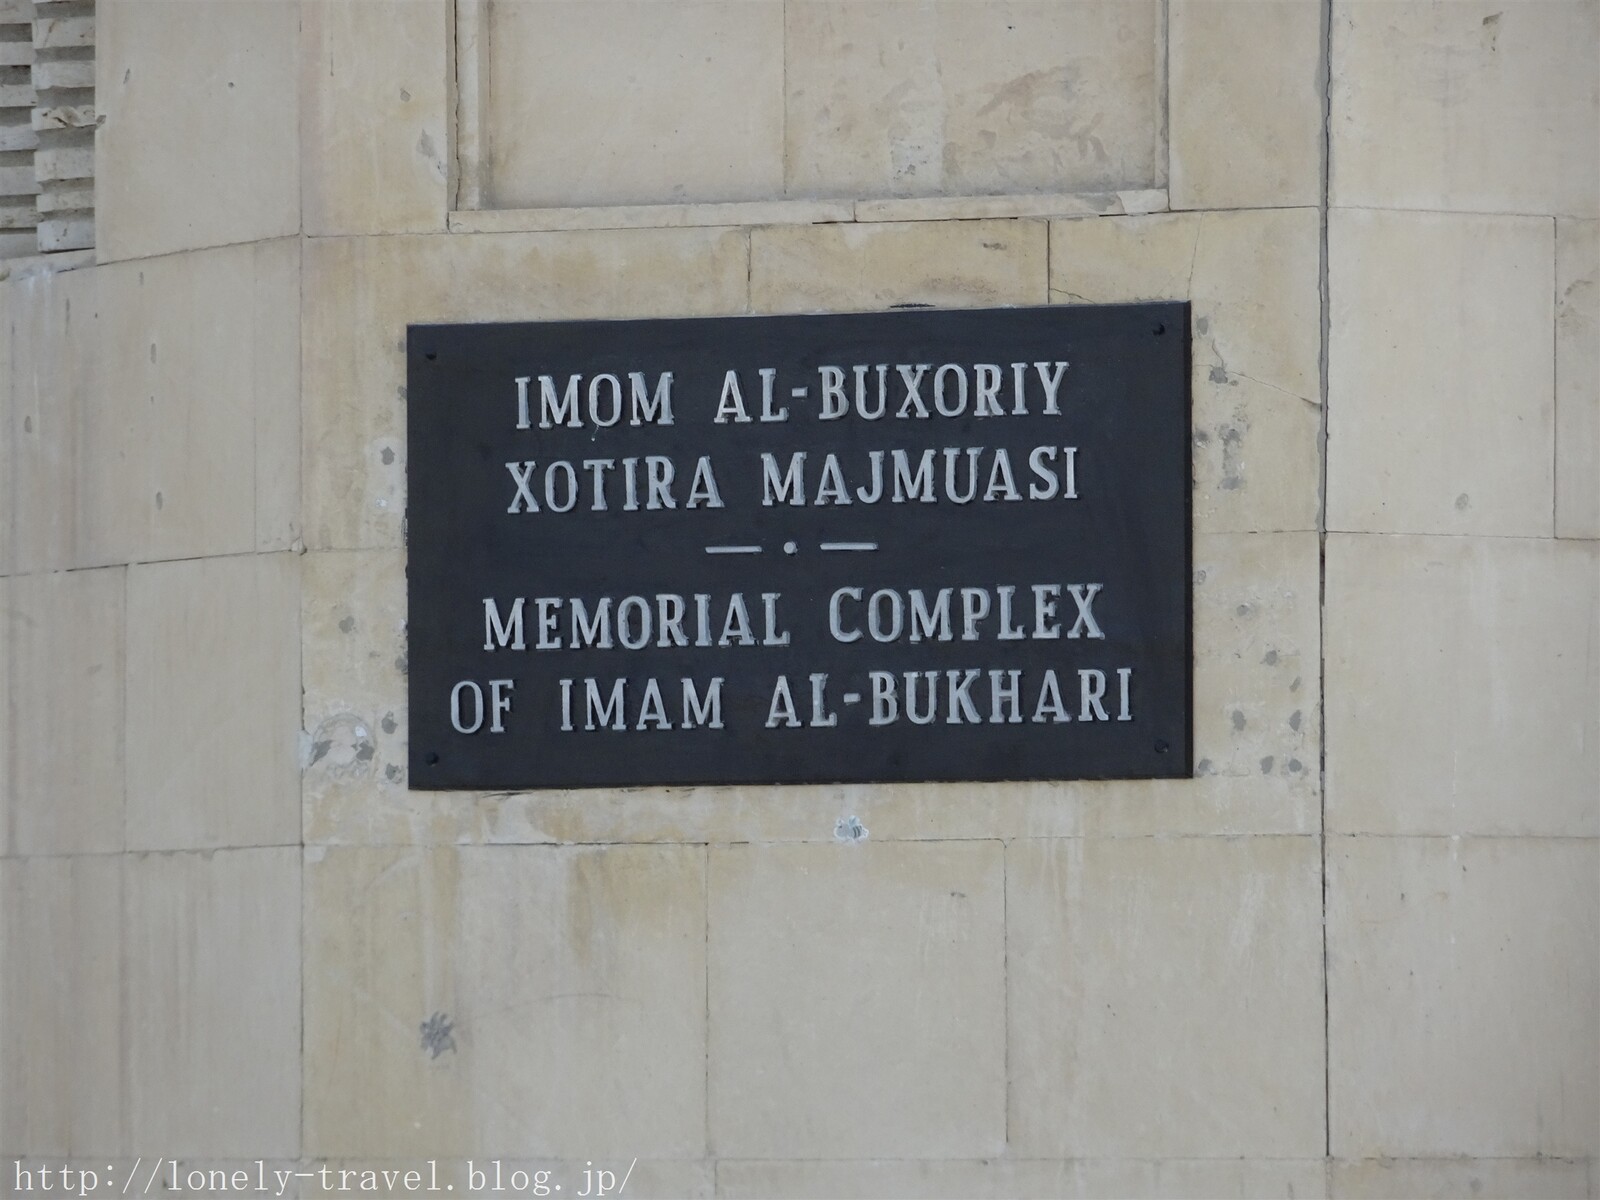 IMOM AL-BUXORIY
XOTIRA MAJMUASI
— • —
MEMORIAL COMPLEX
OF IMAM AL-BUKHARI
http://lonely-travel.blog.jp/